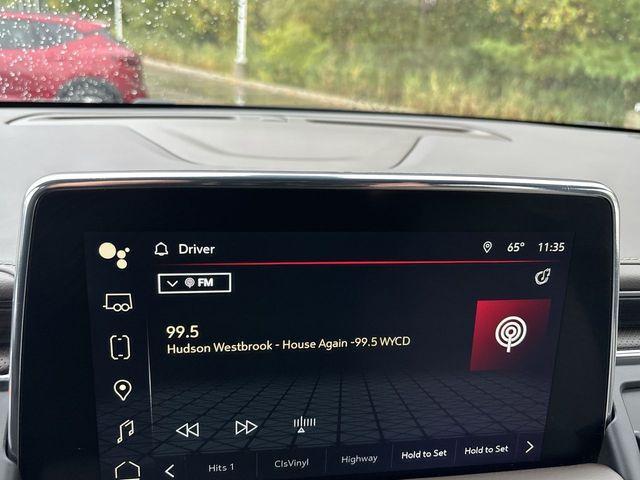 Driver
65° 11:35
FM
99.5
Hudson Westbrook - House Again -99.5 WYCD
Hits 1 ClsVinyl Highway Hold to Set Hold to Set